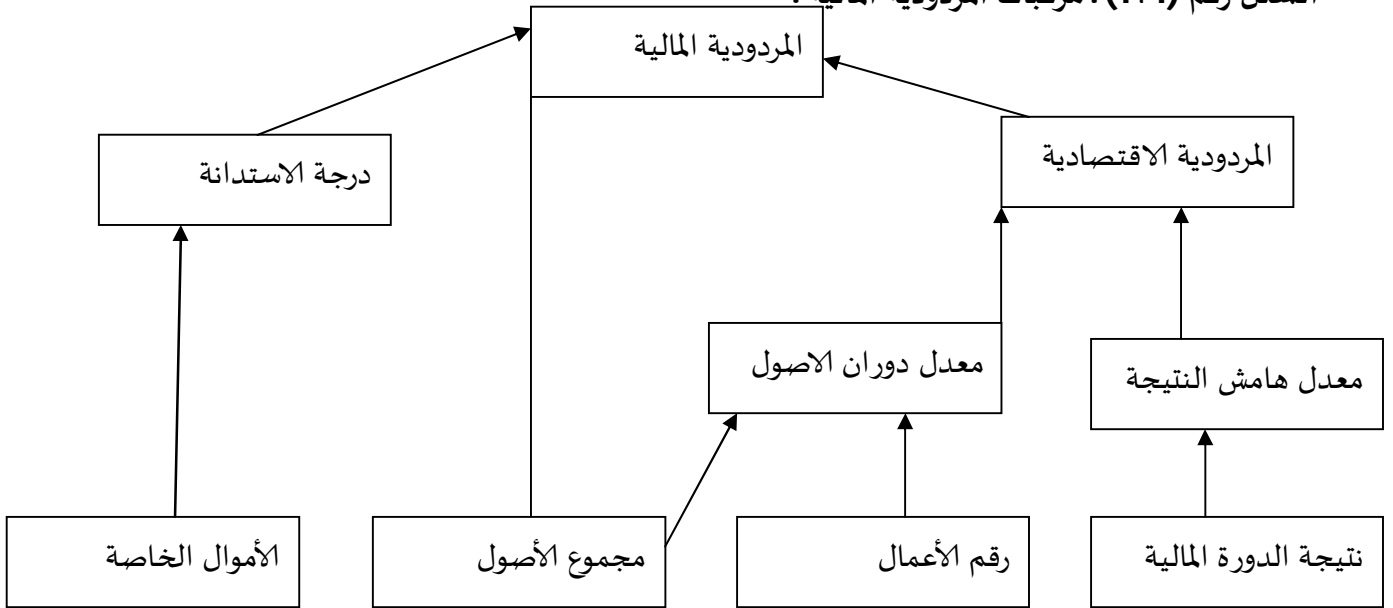 المردودية المالية
المردودية الاقتصادية
درجة الاستدانة
معدل دوران الاصول
معدل هامش النتيجة
نتيجة الدورة المالية
رقم الأعمال
مجموع الأصول
الأموال الخاصة